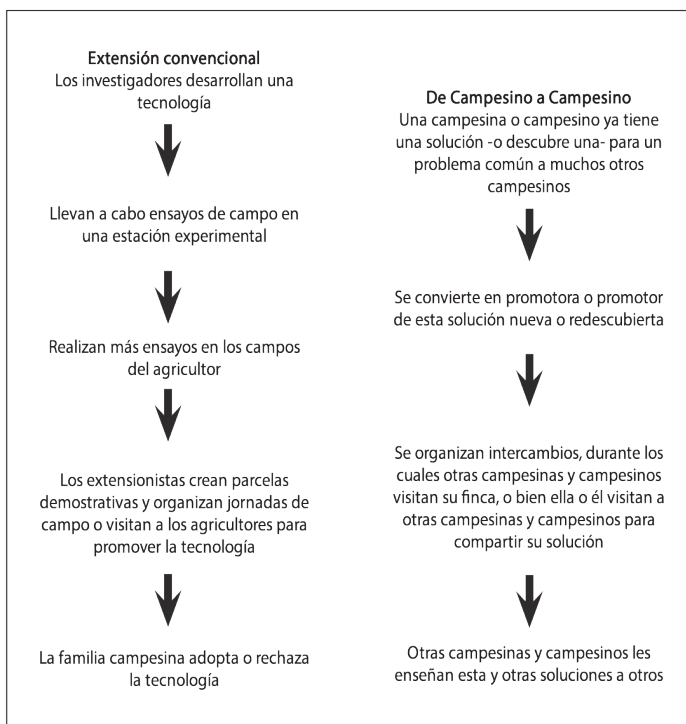 Extensión convencional
Los investigadores desarrollan una
tecnología
Llevan a cabo ensayos de campo en
una estación experimental
Realizan más ensayos en los campos
del agricultor
Los extensionistas crean parcelas
demostrativas y organizan jornadas de
campo o visitan a los agricultores para
promover la tecnología
La familia campesina adopta o rechaza
la tecnología
De Campesino a Campesino
Una campesina o campesino ya tiene
una solución -o descubre una- para un
problema común a muchos otros
campesinos
Se convierte en promotora o promotor
de esta solución nueva o redescubierta
Se organizan intercambios, durante los
cuales otras campesinas y campesinos
visitan su finca, o bien ella o él visitan a
otras campesinas y campesinos para
compartir su solución
Otras campesinas y campesinos les
enseñan esta y otras soluciones a otros